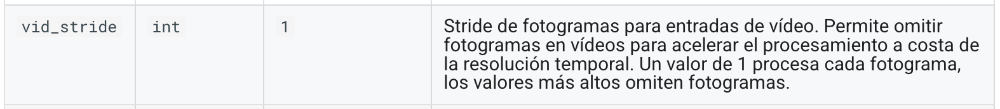 vid_stride int 1 Stride de fotogramas para entradas de vídeo. Permite omitir
fotogramas en vídeos para acelerar el procesamiento a costa de
la resolución temporal. Un valor de 1 procesa cada fotograma,
los valores más altos omiten fotogramas.